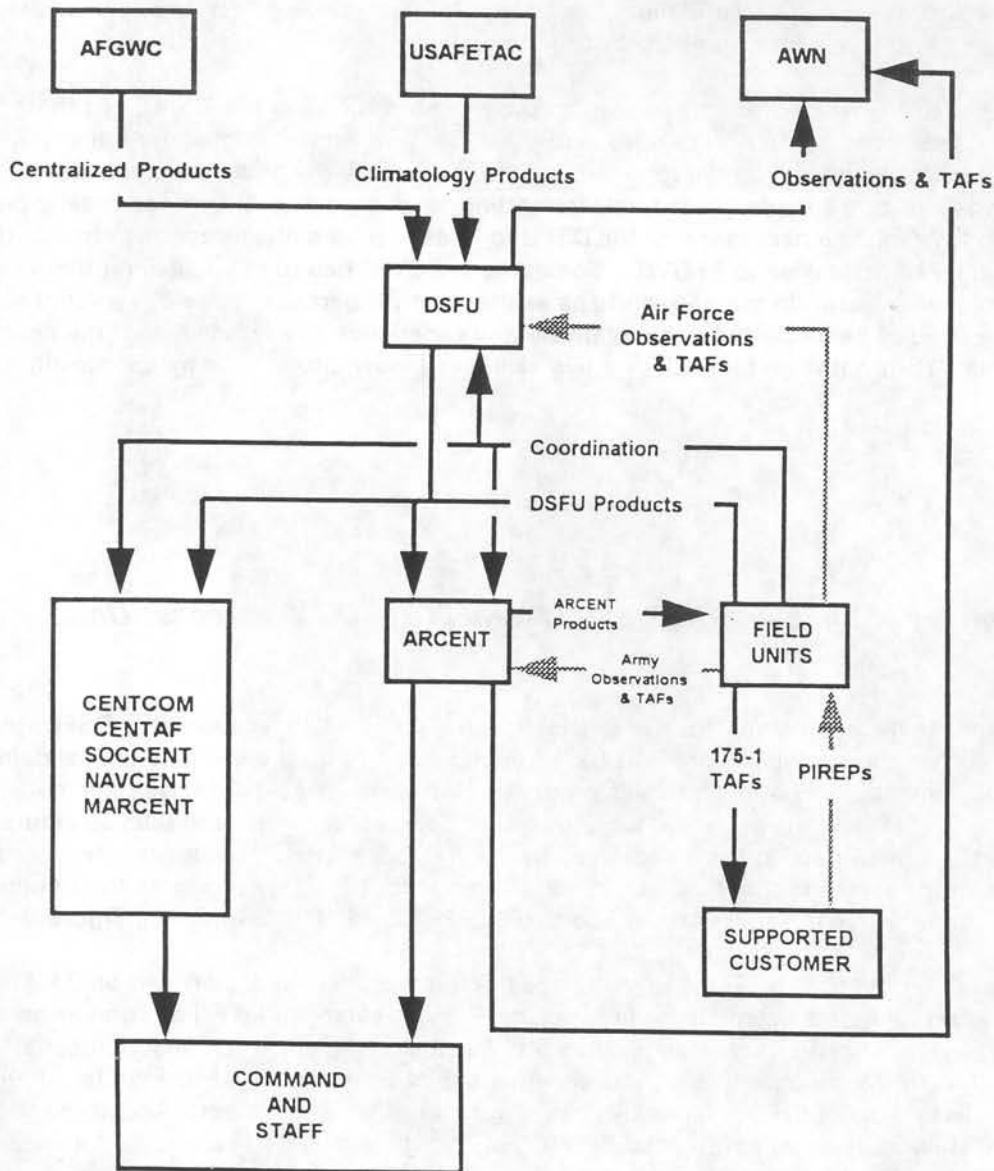 AFGWC
USAFETAC
AWN
Centralized Products
Climatology Products
Observations & TAFs
DSFU
Air Force
Observations
& TAFs
Coordination
DSFU Products
ARCENT
ARCENT
Products
FIELD
UNITS
Army
Observations
& TAFs
CENTCOM
CENTAF
SOCCENT
NAVCENT
MARCENT
175-1
TAFs
PIREPs
SUPPORTED
CUSTOMER
COMMAND
AND
STAFF